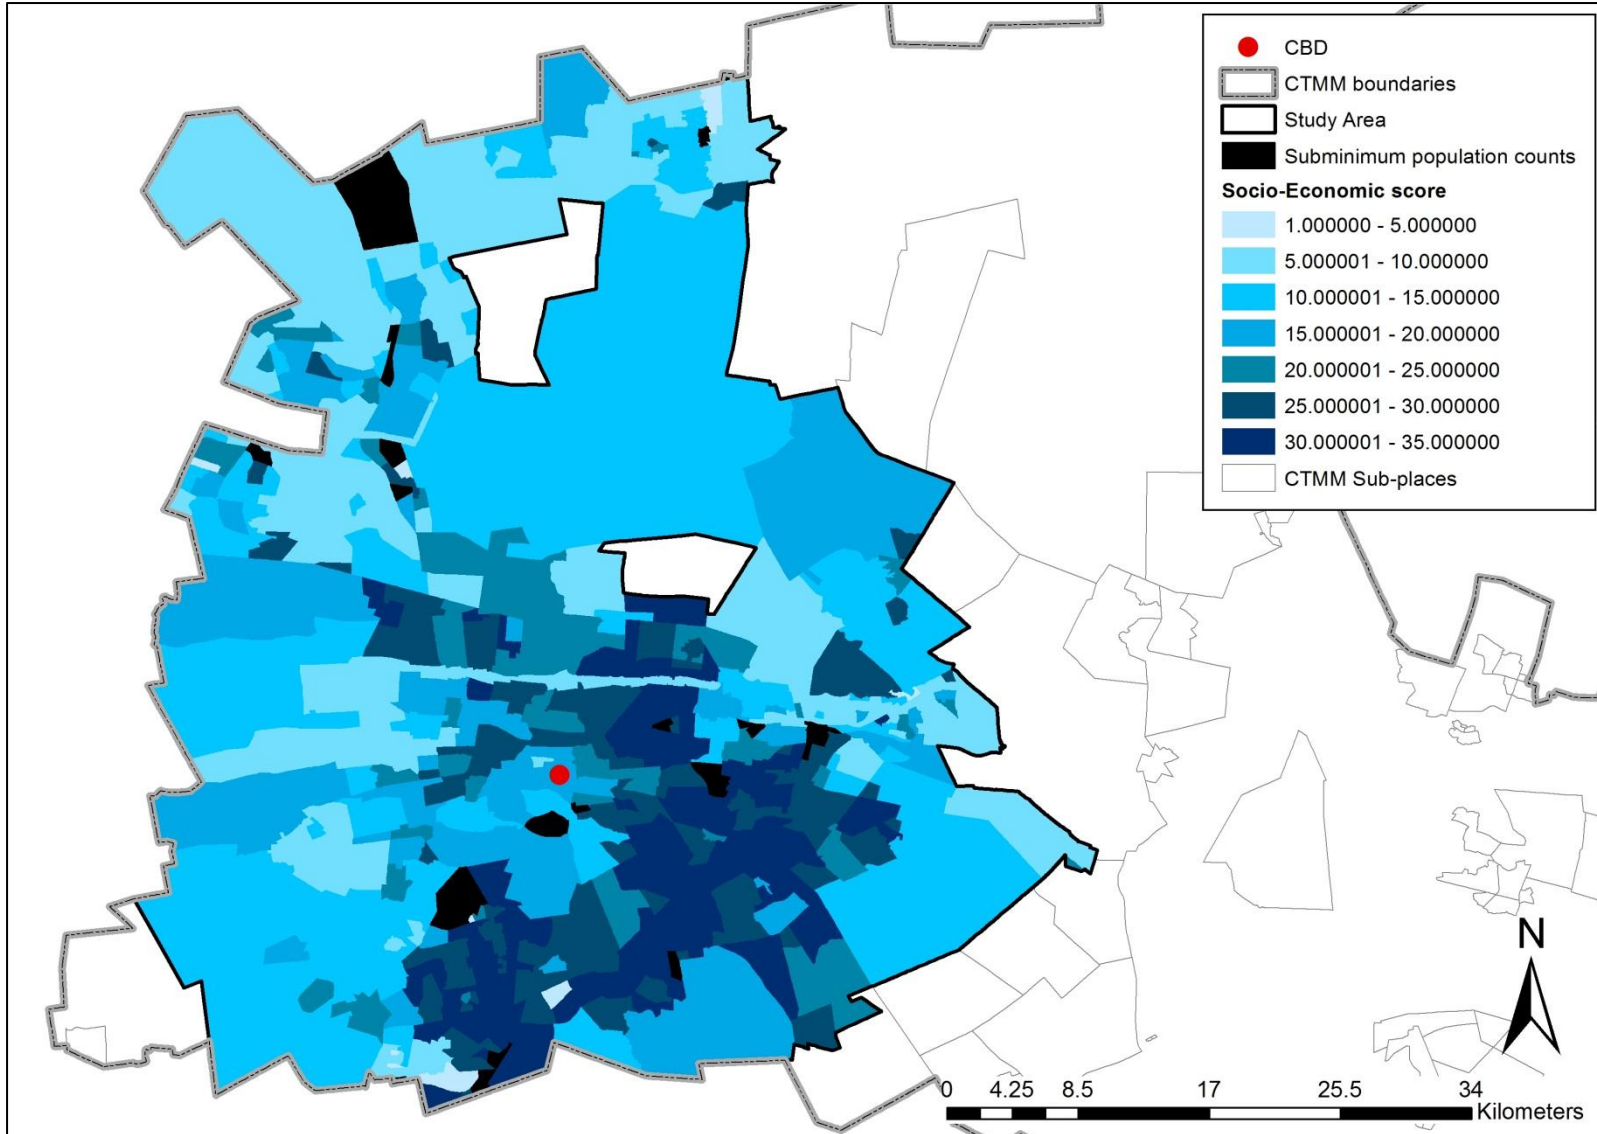 CBD
CTMM boundaries
Study Area
Subminimum population counts
Socio-Economic score
1.000000 - 5.000000
5.000001 - 10.000000
10.000001 - 15.000000
15.000001 - 20.000000
20.000001 - 25.000000
25.000001 - 30.000000
30.000001 - 35.000000
CTMM Sub-places
N
0 4.25 8.5 17 25.5 34
Kilometers